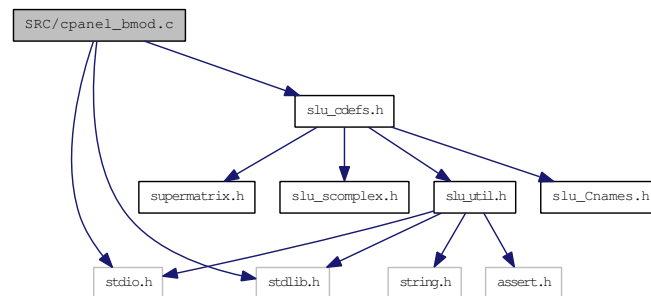 SRC/cpanel_bmod.c
slu_cdefs.h
supermatrix.h
slu_scomplex.h
slu_util.h
slu_Cnames.h
stdio.h
stdlib.h
string.h
assert.h